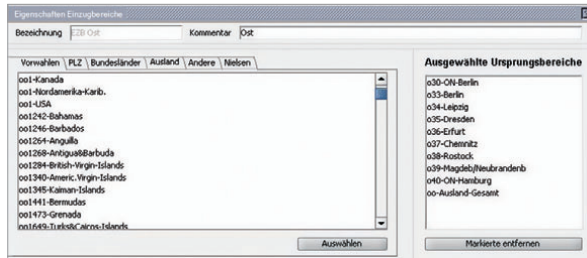 Eigenschaften Einzugbereiche
Bezeichnung EZB Ost Kommentar Ost
Vorwahlen PLZ Bundesländer Ausland Andere Nielsen
oo1-Kanada
oo1-Nordamerika-Karib.
oo1-USA
oo1242-Bahamas
oo1246-Barbados
oo1264-Anguilla
oo1268-Antigua&Barbuda
oo1284-British-Virgin-Islands
oo1340-Americ.Virgin-Islands
oo1345-Kaiman-Islands
oo1441-Bermudas
oo1473-Grenada
oo1649-Turks&Caicos-Islands
Auswählen
Ausgewählte Ursprungsbereiche
o30-ON-Berlin
o33-Berlin
o34-Leipzig
o35-Dresden
o36-Erfurt
o37-Chemnitz
o38-Rostock
o39-Magdeb/Neubrandenb
o40-ON-Hamburg
oo-Ausland-Gesamt
Markierte entfernen